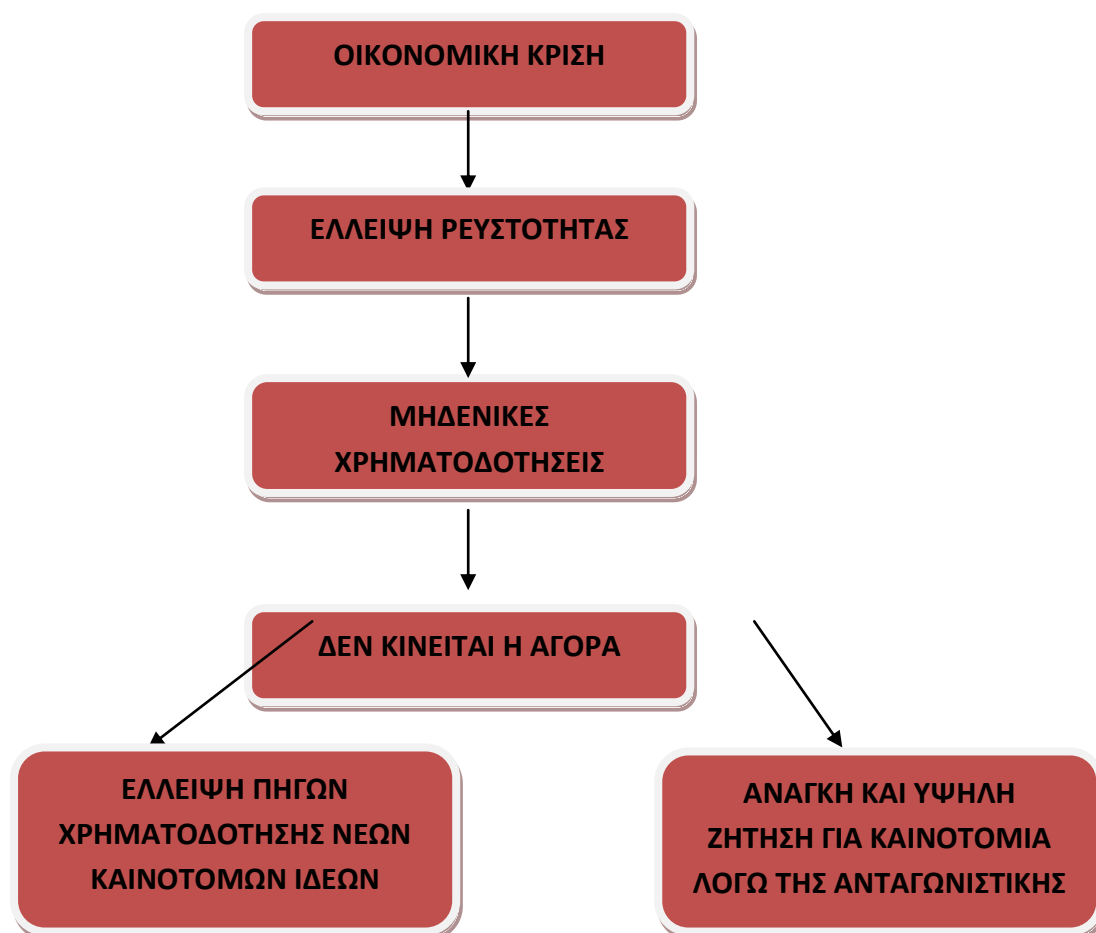 ΟΙΚΟΝΟΜΙΚΗ ΚΡΙΣΗ
ΕΛΛΕΙΨΗ ΡΕΥΣΤΟΤΗΤΑΣ
ΜΗΔΕΝΙΚΕΣ
ΧΡΗΜΑΤΟΔΟΤΗΣΕΙΣ
ΔΕΝ ΚΙΝΕΙΤΑΙ Η ΑΓΟΡΑ
ΕΛΛΕΙΨΗ ΠΗΓΩΝ
ΧΡΗΜΑΤΟΔΟΤΗΣΗΣ ΝΕΩΝ
ΚΑΙΝΟΤΟΜΩΝ ΙΔΕΩΝ
ΑΝΑΓΚΗ ΚΑΙ ΥΨΗΛΗ
ΖΗΤΗΣΗ ΓΙΑ ΚΑΙΝΟΤΟΜΙΑ
ΛΟΓΩ ΤΗΣ ΑΝΤΑΓΩΝΙΣΤΙΚΗΣ